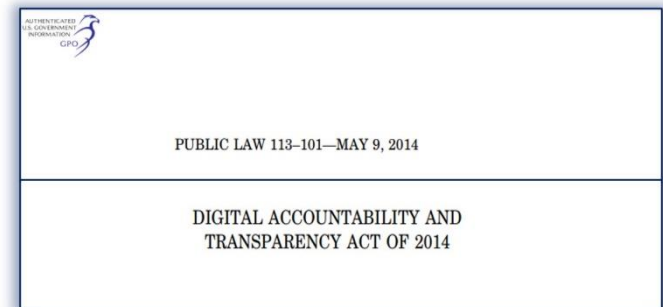 AUTHENTICATED
U.S. GOVERNMENT
INFORMATION
GPO
PUBLIC LAW 113–101—MAY 9, 2014
DIGITAL ACCOUNTABILITY AND
TRANSPARENCY ACT OF 2014